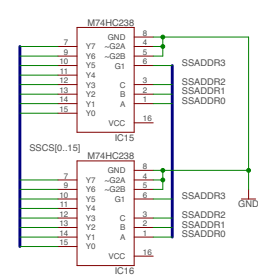 M74HC238
7 Y7 GND 8
9 Y6 ~G2A 4
10 Y5 ~G2B 5
11 Y4 G1 6 SSADDR3
12 Y3 C 3 SSADDR2
13 Y2 B 2 SSADDR1
14 Y1 A 1 SSADDR0
15 Y0
VCC 16
IC15
SSCS[0..15]
M74HC238
7 Y7 GND 8
9 Y6 ~G2A 4
10 Y5 ~G2B 5
11 Y4 G1 6 SSADDR3
12 Y3 C 3 SSADDR2
13 Y2 B 2 SSADDR1
14 Y1 A 1 SSADDR0
15 Y0
VCC 16
IC16
GND